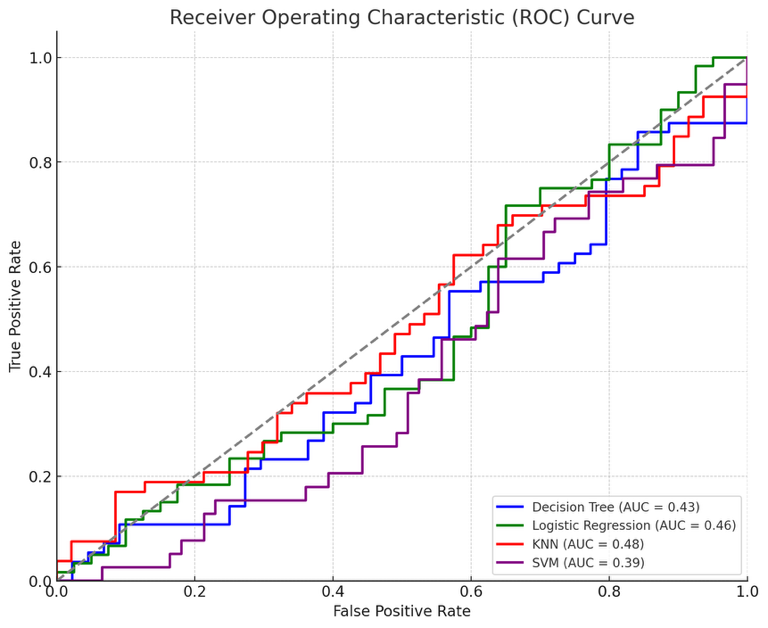 Receiver Operating Characteristic (ROC) Curve
1.0
0.8
0.6
0.4
0.2
0.0
True Positive Rate
Decision Tree (AUC = 0.43)
Logistic Regression (AUC = 0.46)
KNN (AUC = 0.48)
SVM (AUC = 0.39)
0.0 0.2 0.4 0.6 0.8 1.0
False Positive Rate